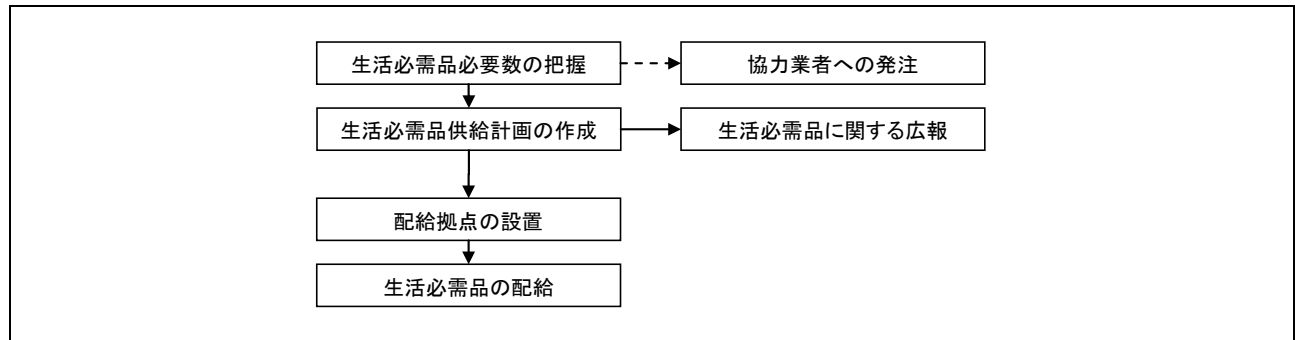 生活必需品必要数の把握
協力業者への発注
生活必需品供給計画の作成
生活必需品に関する広報
配給拠点の設置
生活必需品の配給